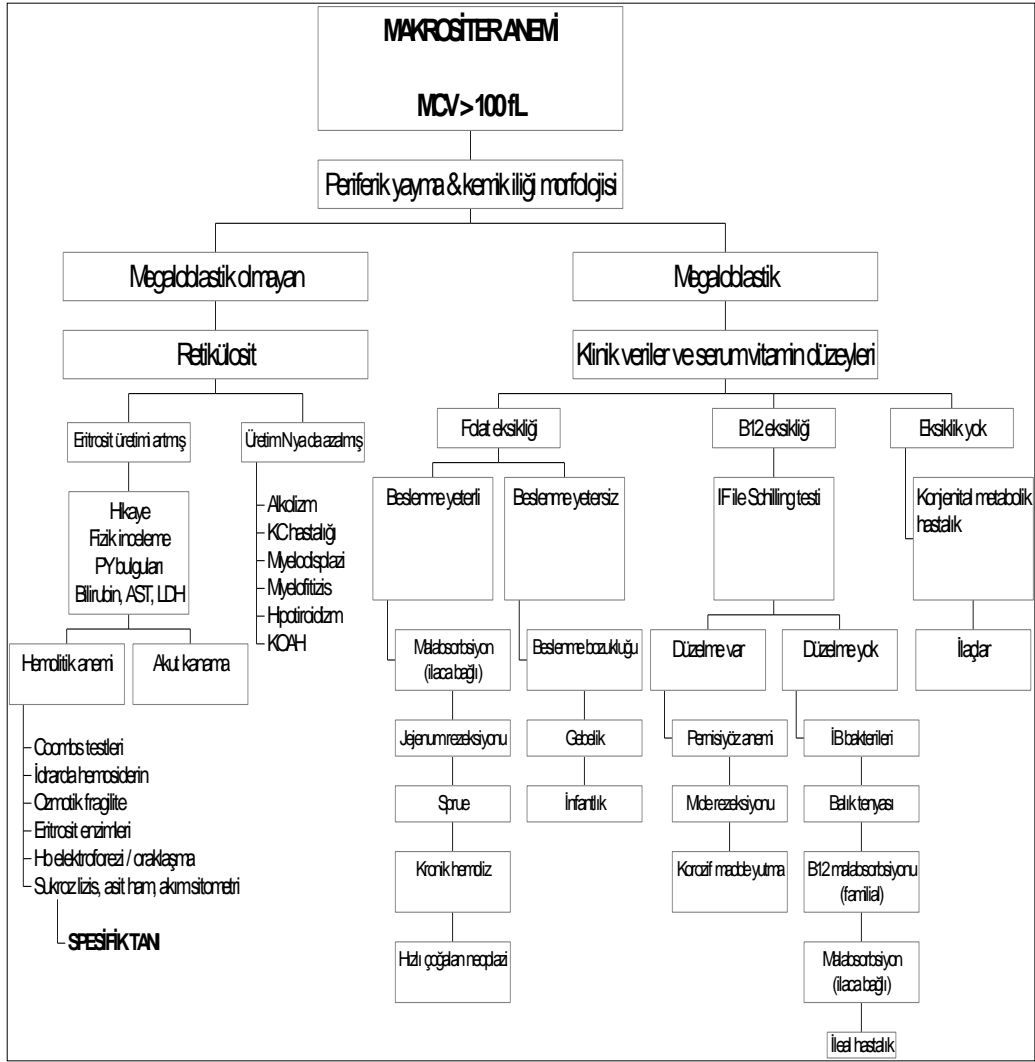 MAKROSİTER ANEMİ
MCV > 100 fL
Periferik yayma & kemik iliği morfolojisi
Megaloblastik olmayan
Megaloblastik
Retikülosit
Klinik veriler ve serum vitamin düzeyleri
Eritrosit üretimi artmış
Üretim N ya da azalmış
Folat eksikliği
B12 eksikliği
Eksiklik yok
Hikaye
Fizik inceleme
PY bulguları
Bilirubin, AST, LDH
Alkolizm
KC hastalığı
Miyelodisplazi
Miyelofitizis
Hipotiroidizm
KOAH
Beslenme yeterli
Beslenme yetersiz
IF ile Schilling testi
Konjenital metabolik
hastalık
Hemolitik anemi
Akut kanama
Malabsorbsiyon
(ilaca bağlı)
Beslenme bozukluğu
Düzelme var
Düzelme yok
İlaçlar
Coombs testleri
İdrarda hemosiderin
Ozmotik fragilite
Eritrosit enzimleri
Hb elektroforezi / oraklaşma
Sukroz lizis, asit ham, akım sitometri
SPESİFİK TANI
Jejenum rezeksiyonu
Gebelik
Pernisiyöz anemi
İB bakterileri
Sprue
İnfantlık
Mide rezeksiyonu
Balık tenyası
Kronik hemdiz
Korozif madde yutma
B12 malabsorbsiyonu
(familial)
Hızlı çoğalan neoplazi
Malabsorbsiyon
(ilaca bağlı)
İleal hastalık